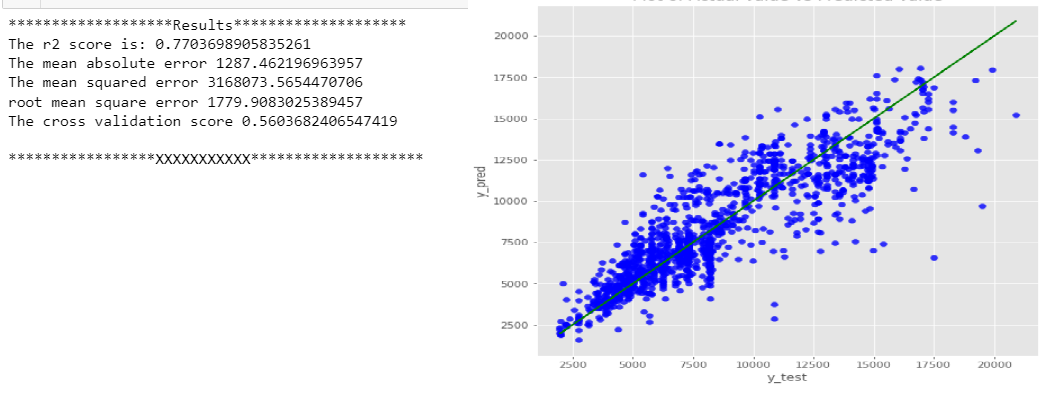 *******************Results********************
The r2 score is: 0.7703698905835261
The mean absolute error 1287.462196963957
The mean squared error 3168073.5654470706
root mean square error 1779.9083025389457
The cross validation score 0.5603682406547419
*****************XXXXXXXXXXX********************
20000
17500
15000
12500
10000
7500
5000
2500
y_pred
2500 5000 7500 10000 12500 15000 17500 20000
y_test